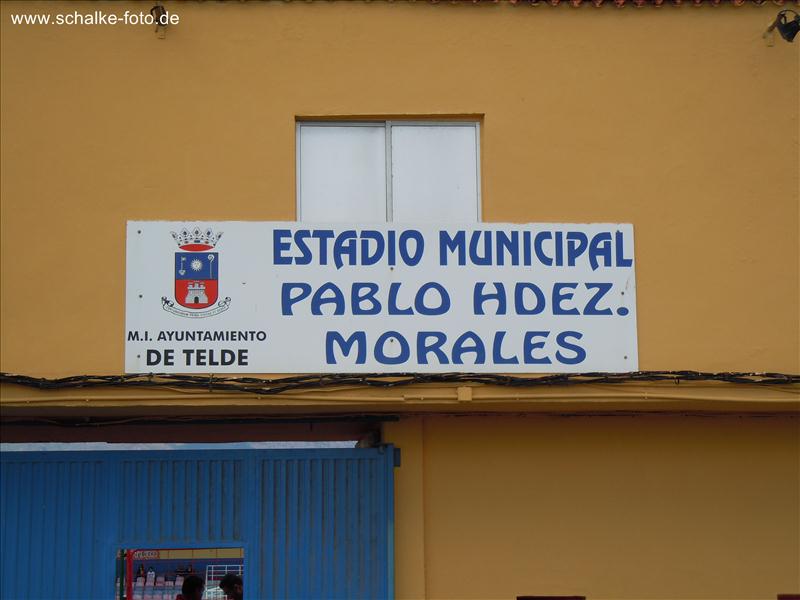 www.schalke-foto.de
ESTADIO MUNICIPAL
PABLO HDEZ.
MORALES
M.I. AYUNTAMIENTO
DE TELDE